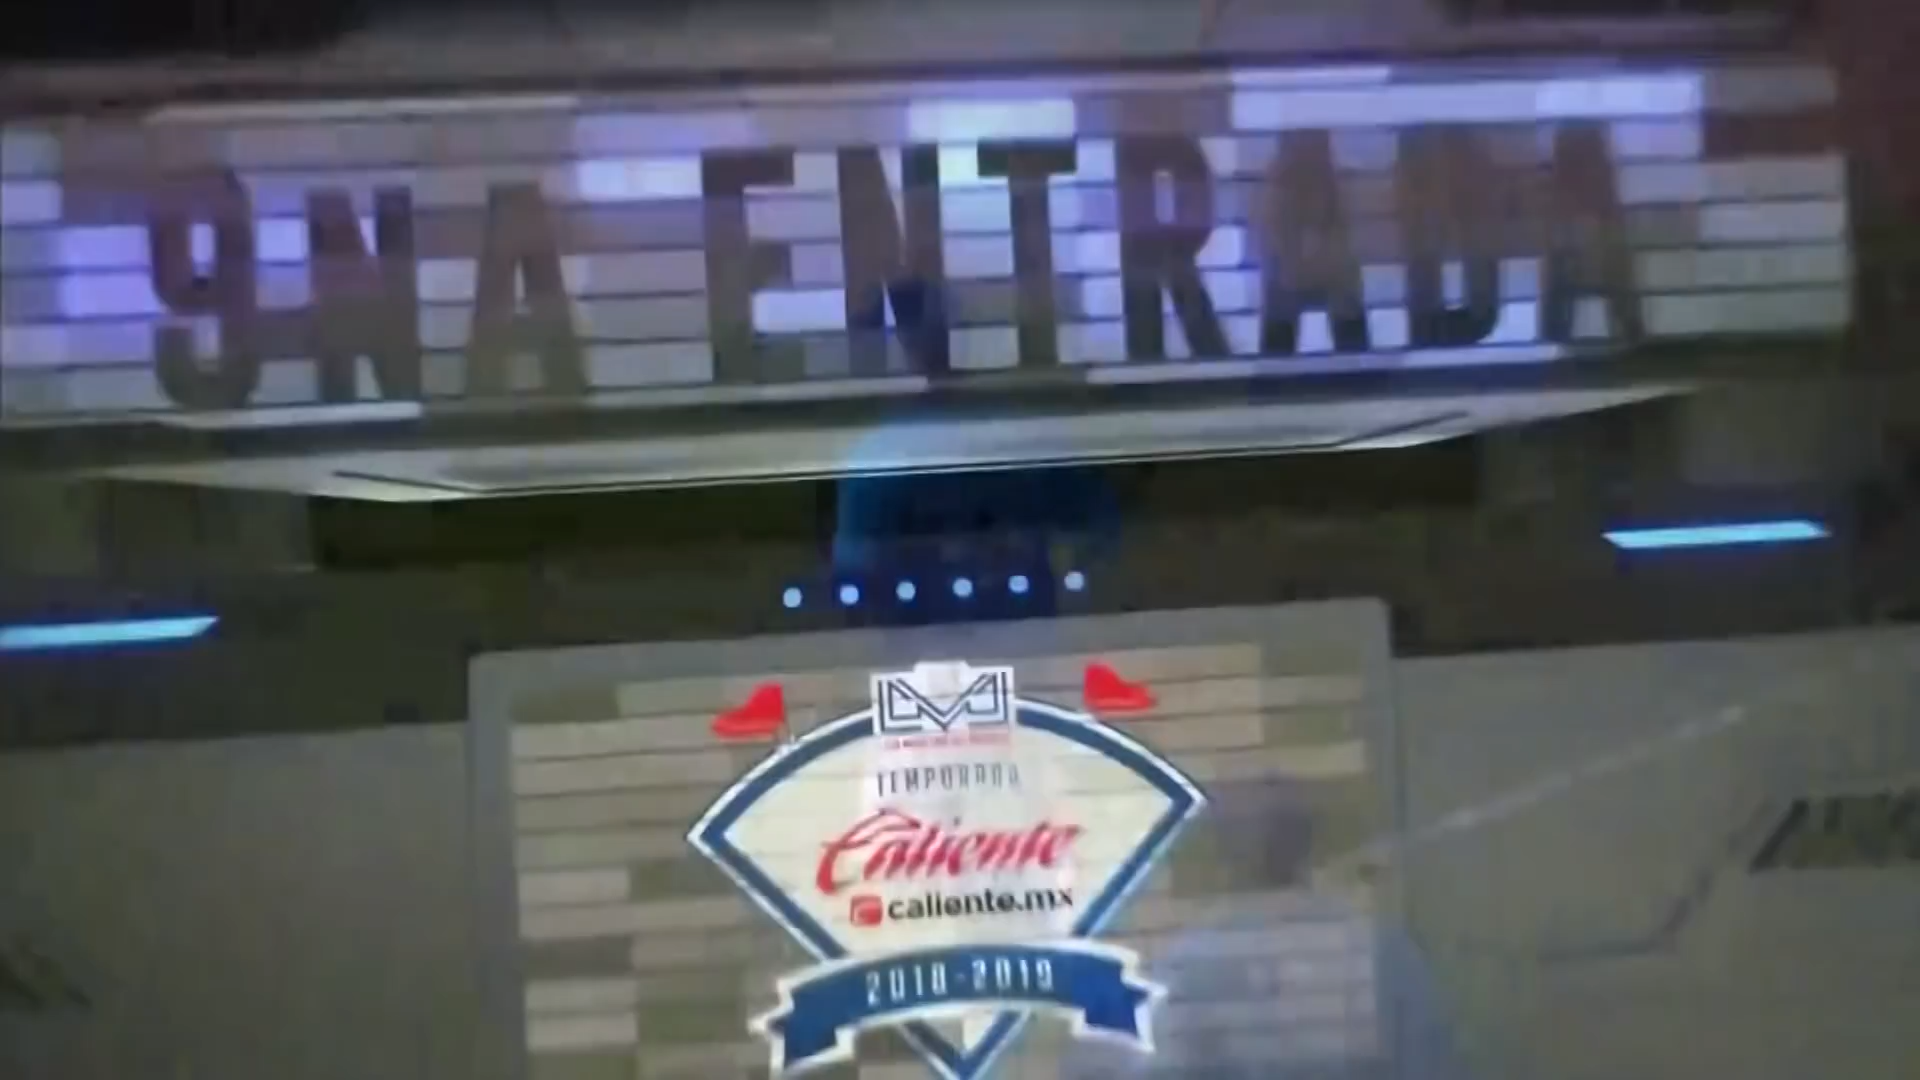 9NA ENTRADA
TEMPORADA
Caliente
caliente.mx
2018-2019